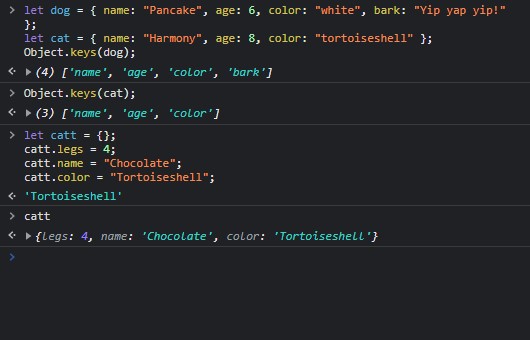 let dog = { name: "Pancake", age: 6, color: "white", bark: "Yip yap yip!"
};
let cat = { name: "Harmony", age: 8, color: "tortoiseshell" };
Object.keys(dog);
(4) ['name', 'age', 'color', 'bark']
Object.keys(cat);
(3) ['name', 'age', 'color']
let catt = {};
catt.legs = 4;
catt.name = "Chocolate";
catt.color = "Tortoiseshell";
'Tortoiseshell'
catt
{legs: 4, name: 'Chocolate', color: 'Tortoiseshell'}